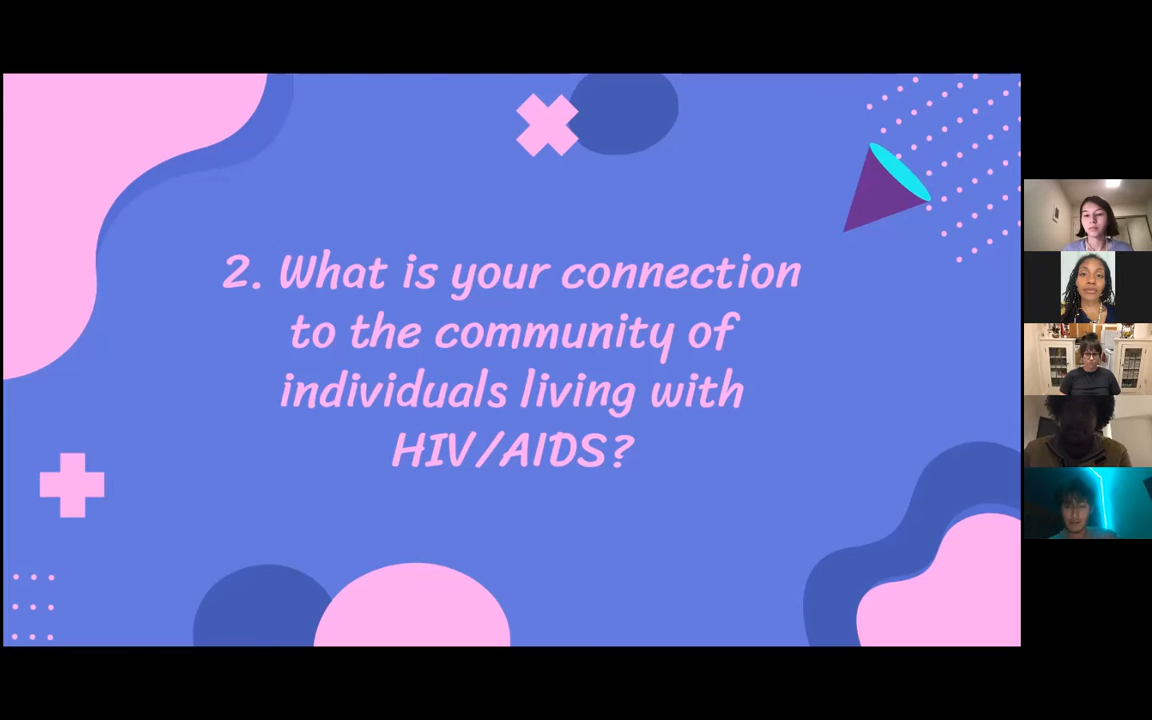 2. What is your connection
to the community of
individuals living with
HIV/AIDS?